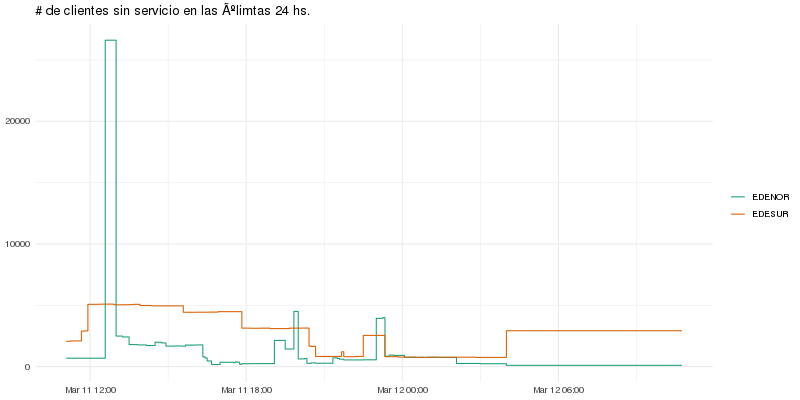 # de clientes sin servicio en las Ãºlimtas 24 hs.
20000
10000
0
Mar 11 12:00
Mar 11 18:00
Mar 12 00:00
Mar 12 06:00
EDENOR
EDESUR